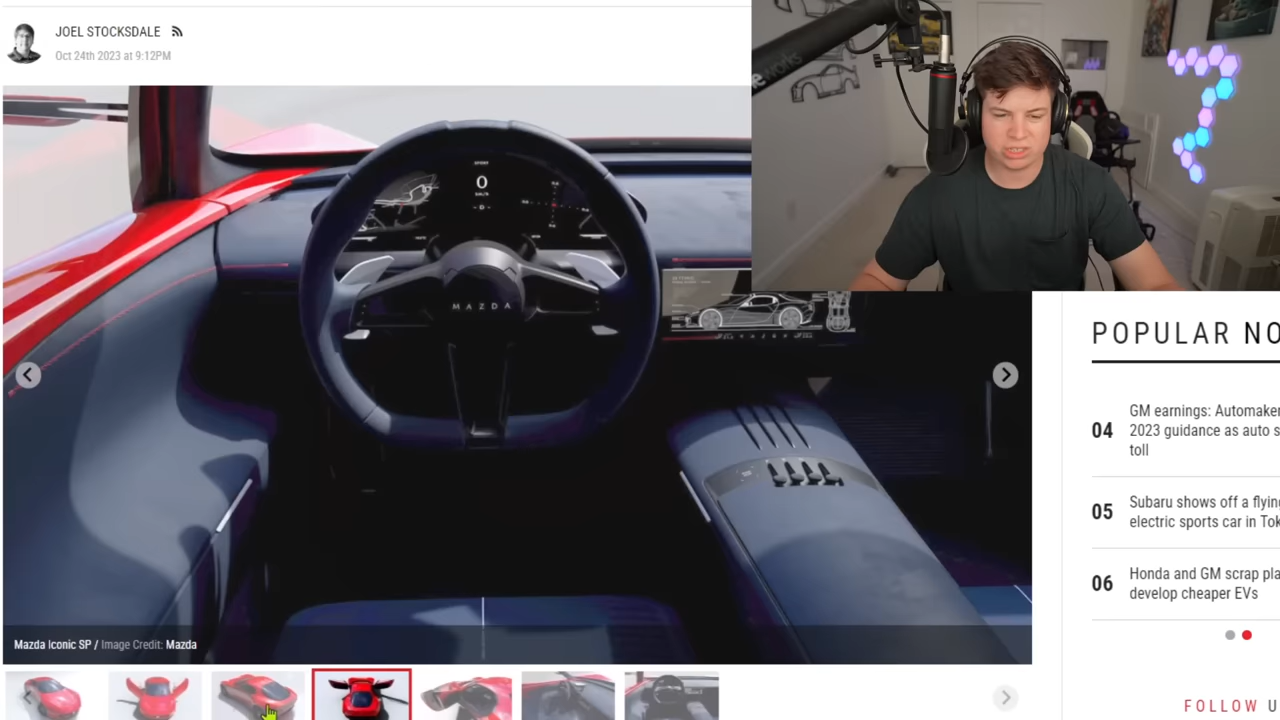 JOEL STOCKSDALE
Oct 24th 2023 at 9:12PM
SPORT
0
MAZDA
Mazda Iconic SP / Image Credit: Mazda
POPULAR NO
04
GM earnings: Automaker
2023 guidance as auto s
toll
05
Subaru shows off a flying
electric sports car in Tok
06
Honda and GM scrap pla
develop cheaper EVs
FOLLOW U